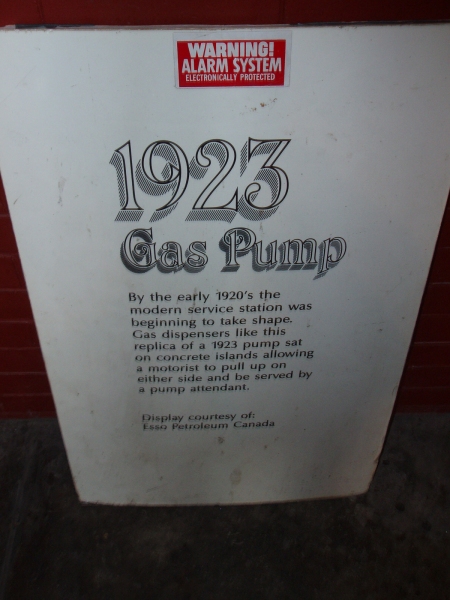 WARNING!
ALARM SYSTEM
ELECTRONICALLY PROTECTED
1923
Gas Pump
By the early 1920's the
modern service station was
beginning to take shape.
Gas dispensers like this
replica of a 1923 pump sat
on concrete islands allowing
a motorist to pull up on
either side and be served by
a pump attendant.
Display courtesy of:
Esso Petroleum Canada